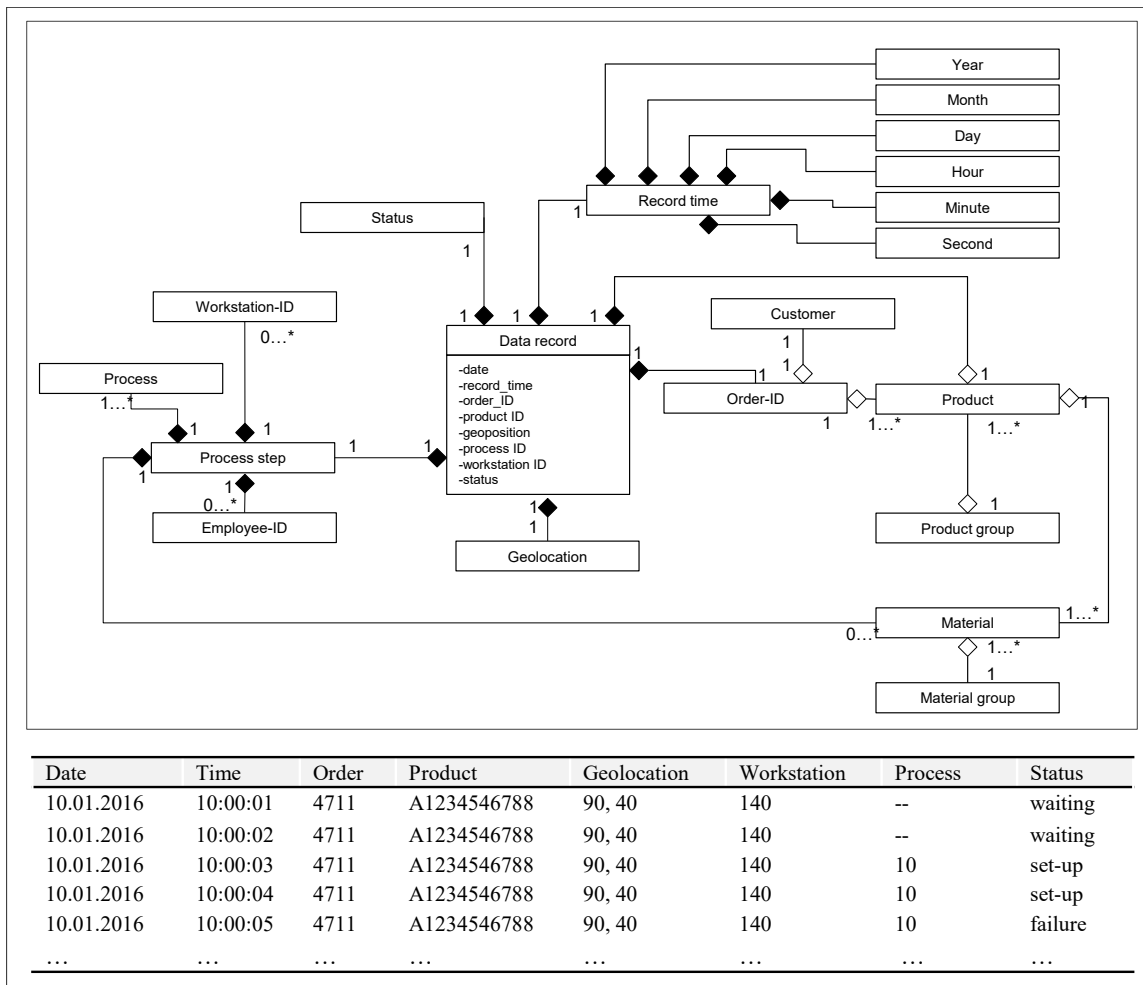 Year
Month
Day
Hour
Record time
Minute
1
Status
Second
1
Workstation-ID
0…*
1
1
1
Customer
Data record
1
1
1
Process
1…*
-date
-record_time
-order_ID
-product ID
-geoposition
-process ID
-workstation ID
-status
1
1
Order-ID
1
1
Product
1
1…*
1…*
1
1
Process step
1
1
1
1
0…*
Employee-ID
1
1
Geolocation
1
Product group
Material
0…*
1…*
1…*
1
Material group
Date Time Order Product Geolocation Workstation Process Status
10.01.2016 10:00:01 4711 A1234546788 90, 40 140 -- waiting
10.01.2016 10:00:02 4711 A1234546788 90, 40 140 -- waiting
10.01.2016 10:00:03 4711 A1234546788 90, 40 140 10 set-up
10.01.2016 10:00:04 4711 A1234546788 90, 40 140 10 set-up
10.01.2016 10:00:05 4711 A1234546788 90, 40 140 10 failure
… … … … … … … …